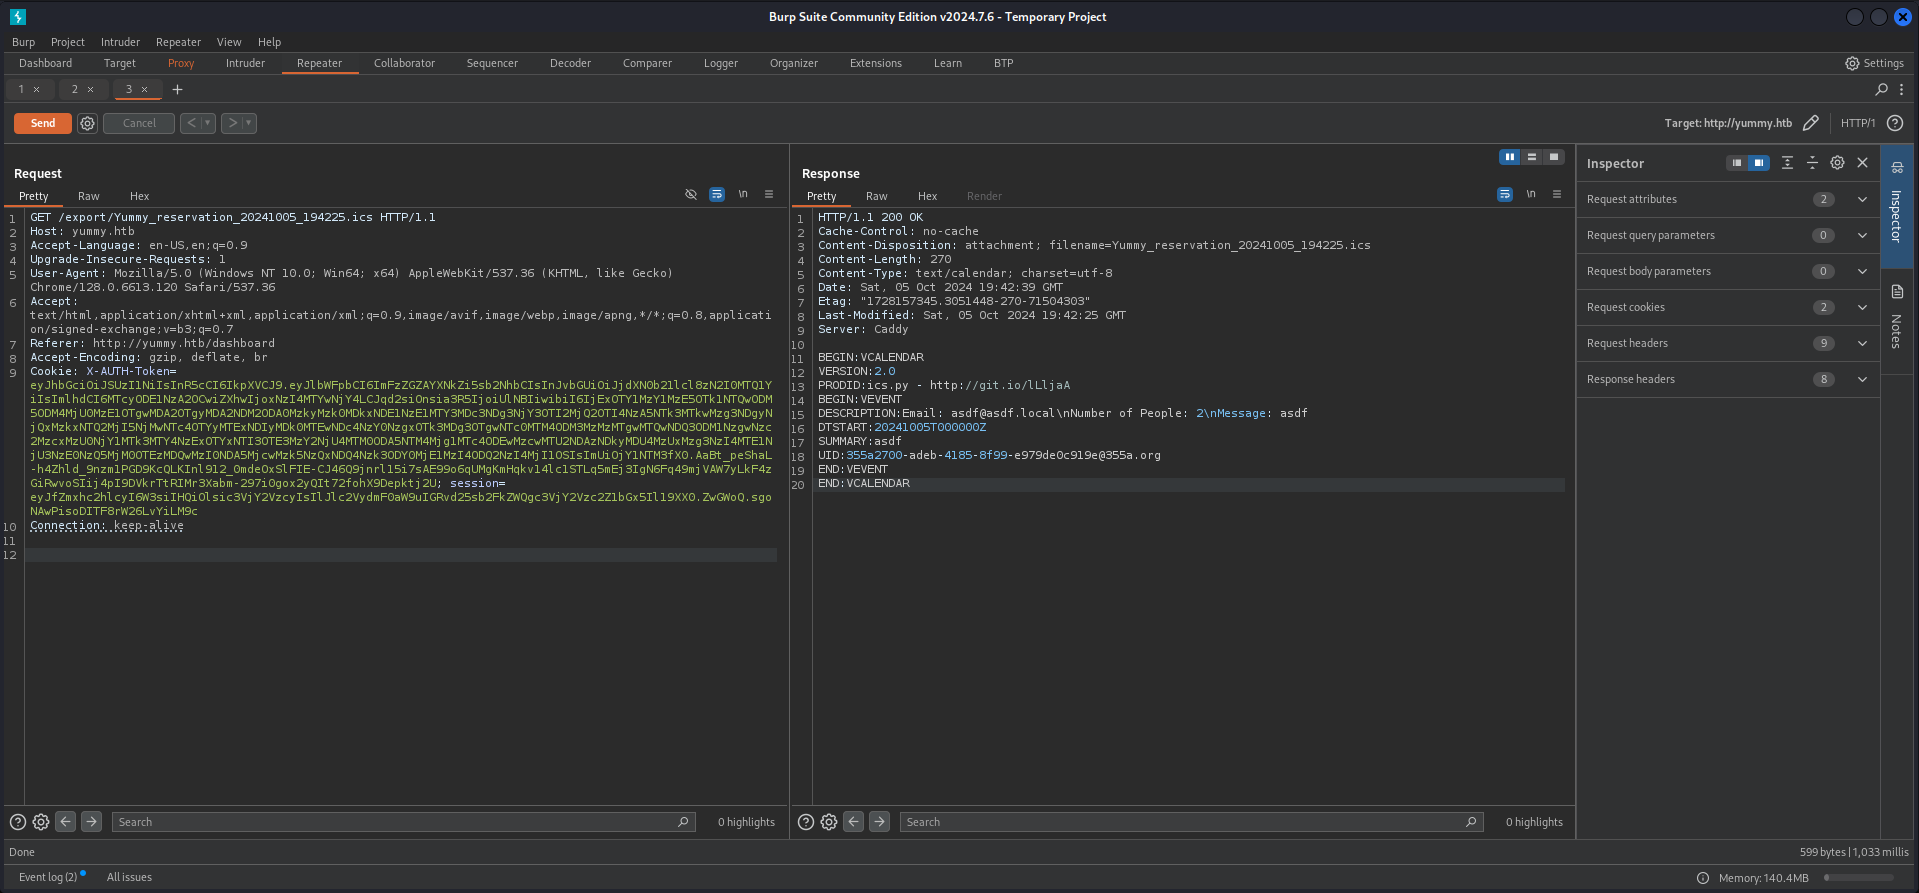 Burp Suite Community Edition v2024.7.6 - Temporary Project
Burp Project Intruder Repeater View Help
Dashboard Target Proxy Intruder Repeater Collaborator Sequencer Decoder Comparer Logger Organizer Extensions Learn BTP Settings
1 × 2 × 3 × +
Send Cancel < > Target: http://yummy.htb HTTP/1
Request
Pretty Raw Hex \n
1 GET /export/Yummy_reservation_20241005_194225.ics HTTP/1.1
2 Host: yummy.htb
3 Accept-Language: en-US,en;q=0.9
4 Upgrade-Insecure-Requests: 1
5 User-Agent: Mozilla/5.0 (Windows NT 10.0; Win64; x64) AppleWebKit/537.36 (KHTML, like Gecko)
Chrome/128.0.6613.120 Safari/537.36
6 Accept:
text/html,application/xhtml+xml,application/xml;q=0.9,image/avif,image/webp,image/apng,*/*;q=0.8,applicati
on/signed-exchange;v=b3;q=0.7
7 Referer: http://yummy.htb/dashboard
8 Accept-Encoding: gzip, deflate, br
9 Cookie: X-AUTH-Token=
session=
10 Connection: keep-alive
11
12
Search 0 highlights
Response
Pretty Raw Hex Render \n
1 HTTP/1.1 200 OK
2 Cache-Control: no-cache
3 Content-Disposition: attachment; filename=Yummy_reservation_20241005_194225.ics
4 Content-Length: 270
5 Content-Type: text/calendar; charset=utf-8
6 Date: Sat, 05 Oct 2024 19:42:39 GMT
7 Etag: "1728157345.3051448-270-71504303"
8 Last-Modified: Sat, 05 Oct 2024 19:42:25 GMT
9 Server: Caddy
10
11 BEGIN:VCALENDAR
12 VERSION:2.0
13 PRODID:ics.py - http://git.io/lLljaA
14 BEGIN:VEVENT
15 DESCRIPTION:Email: asdf@asdf.local\nNumber of People: 2\nMessage: asdf
16 DTSTART:20241005T000000Z
17 SUMMARY:asdf
18 UID:355a2700-adeb-4185-8f99-e979de0c919e@355a.org
19 END:VEVENT
20 END:VCALENDAR
Search 0 highlights
Inspector
Request attributes 2
Request query parameters 0
Request body parameters 0
Request cookies 2
Request headers 9
Response headers 8
Inspector
Notes
Done 599 bytes | 1,033 millis
Event log (2) All issues Memory: 140.4MB